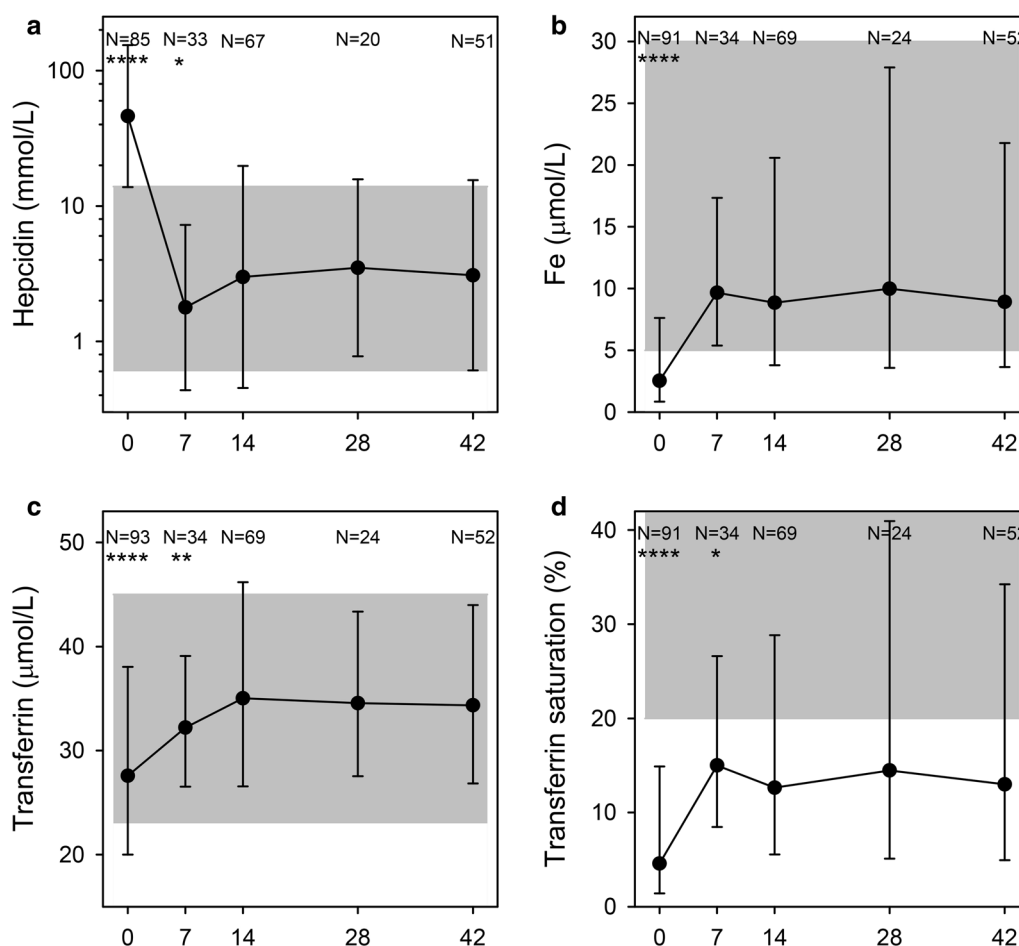 a
N=85 N=33 N=67 N=20 N=51
**** *
100
10
1
Hepcidin (mmol/L)
0 7 14 28 42
b
N=91 N=34 N=69 N=24 N=52
****
30
25
20
15
10
5
0
Fe (μmol/L)
0 7 14 28 42
c
N=93 N=34 N=69 N=24 N=52
**** **
50
40
30
20
Transferrin (μmol/L)
0 7 14 28 42
d
N=91 N=34 N=69 N=24 N=52
**** *
40
30
20
10
0
Transferrin saturation (%)
0 7 14 28 42